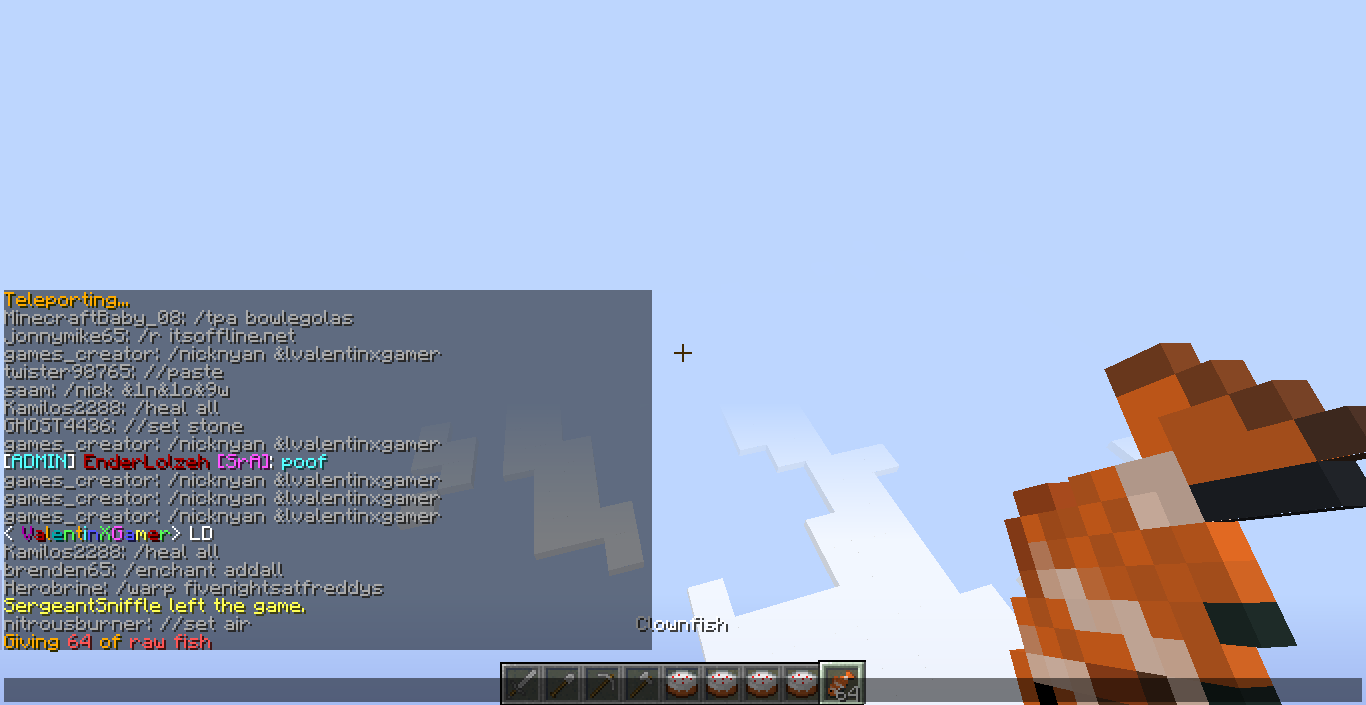 Teleporting...
MinecraftBaby_08: /tpa bowlegolas
jonnymike65: /r itsoffline.net
games_creator: /nicknyan &lvalentinxgamer
twister98765: //paste
saam: /nick &1n&1o&9w
Kamilos2288: /heal all
GHOST4436: //set stone
games_creator: /nicknyan &lvalentinxgamer
[ADMIN] EnderLolzeh [SrA]: poof
games_creator: /nicknyan &lvalentinxgamer
games_creator: /nicknyan &lvalentinxgamer
games_creator: /nicknyan &lvalentinxgamer
< ValentinXGamer> LD
Kamilos2288: /heal all
brenden65: /enchant addall
Herobrine: /warp fivenightsatfreddys
SergeantSniffle left the game.
nitrousburner: //set air
Clownfish
Giving 64 of raw fish
64